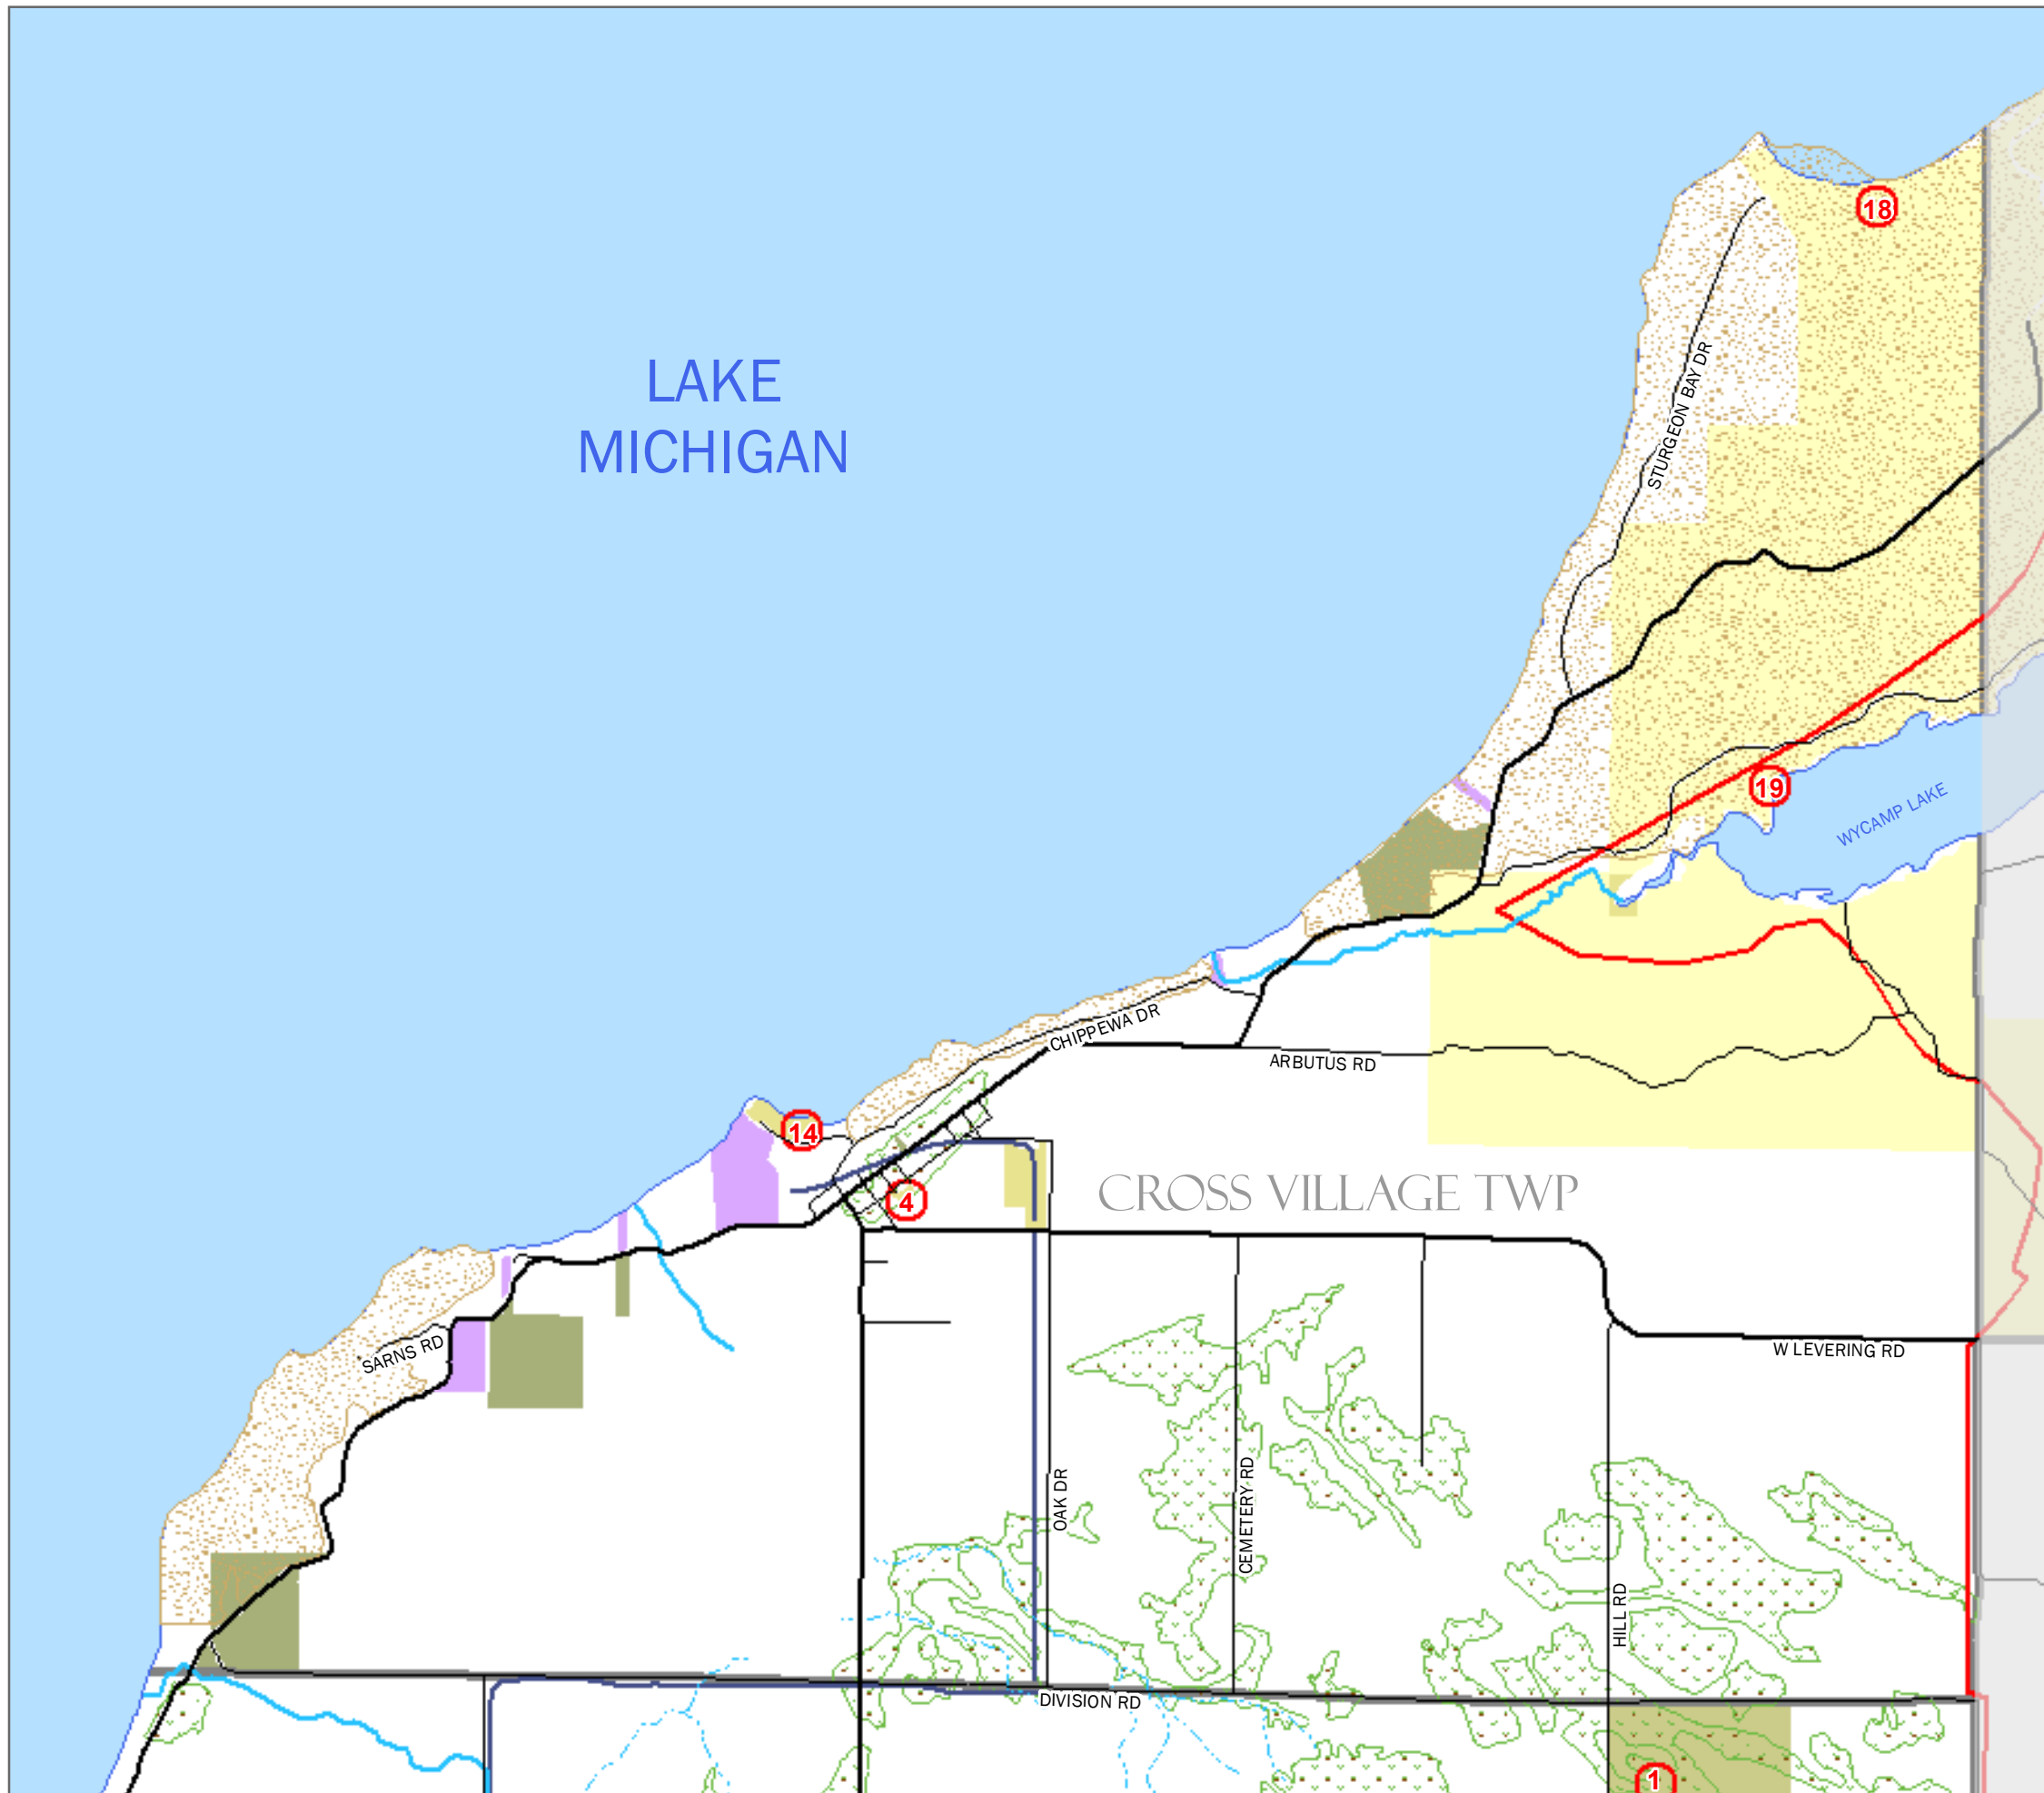 18
LAKE
MICHIGAN
STURGEON BAY DR
19
WYCAMP LAKE
CHIPPEWA DR
ARBUTUS RD
14
4
CROSS VILLAGE TWP
SARNS RD
W LEVERING RD
OAK DR
CEMETERY RD
HILL RD
DIVISION RD
1